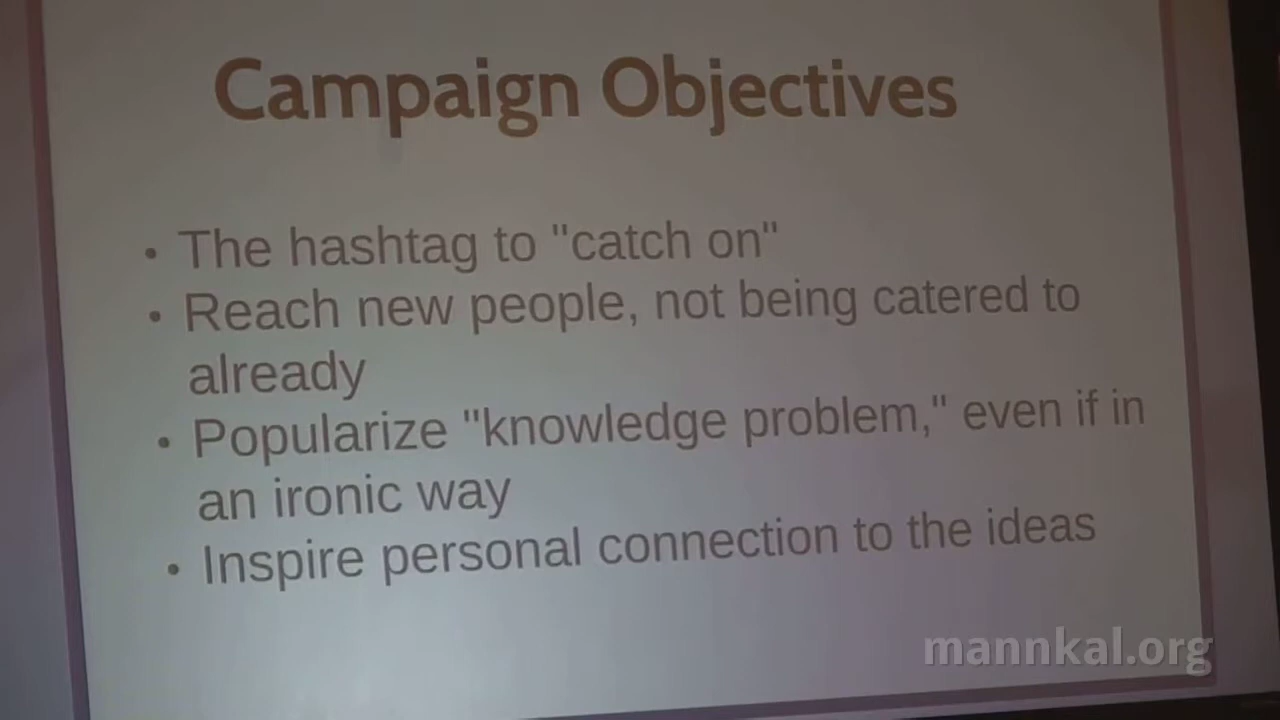 Campaign Objectives
• The hashtag to "catch on"
• Reach new people, not being catered to
already
• Popularize "knowledge problem," even if in
an ironic way
• Inspire personal connection to the ideas
mannkal.org